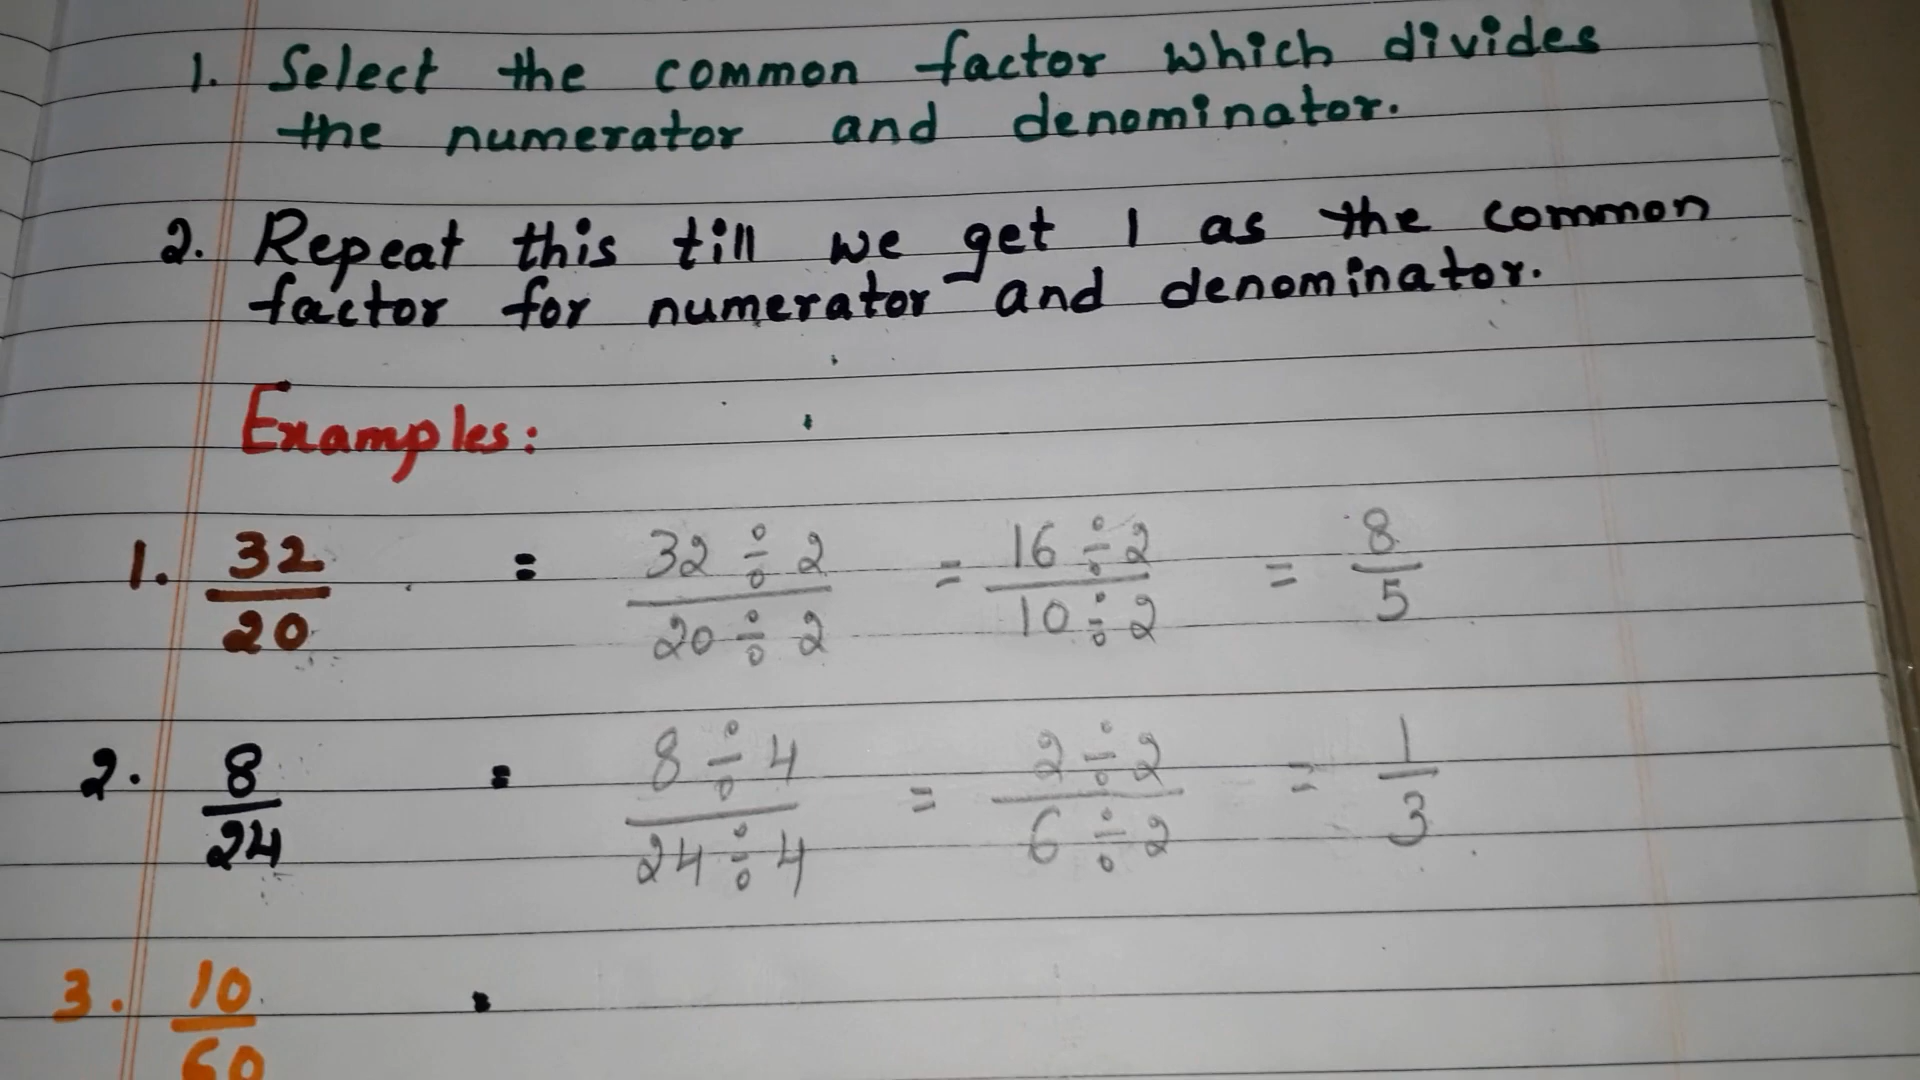 1. Select the common factor which divides
the numerator and denominator.
2. Repeat this till we get 1 as the common
factor for numerator and denominator.
Examples:
1. 32/20 = 32 ÷ 2 / 20 ÷ 2 = 16 ÷ 2 / 10 ÷ 2 = 8/5
2. 8/24 = 8 ÷ 4 / 24 ÷ 4 = 2 ÷ 2 / 6 ÷ 2 = 1/3
3. 10/60 =